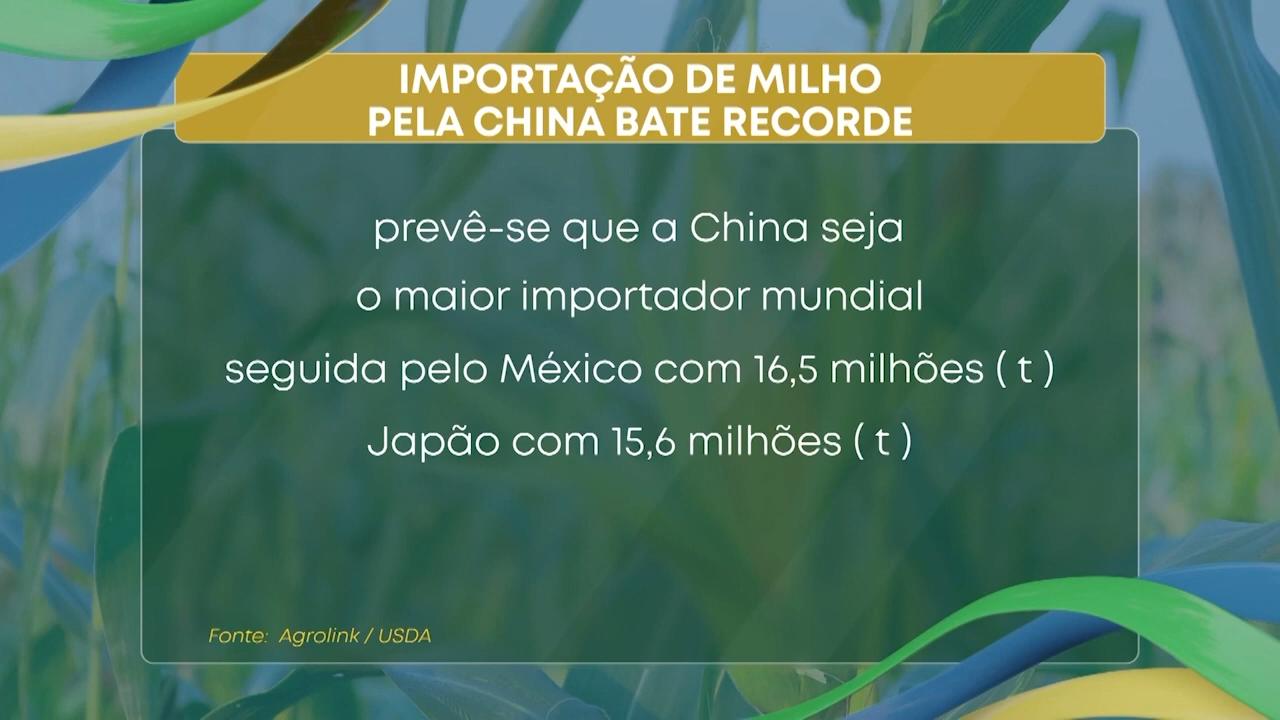 IMPORTAÇÃO DE MILHO
PELA CHINA BATE RECORDE
prevê-se que a China seja
o maior importador mundial
seguida pelo México com 16,5 milhões ( t )
Japão com 15,6 milhões ( t )
Fonte: Agrolink / USDA